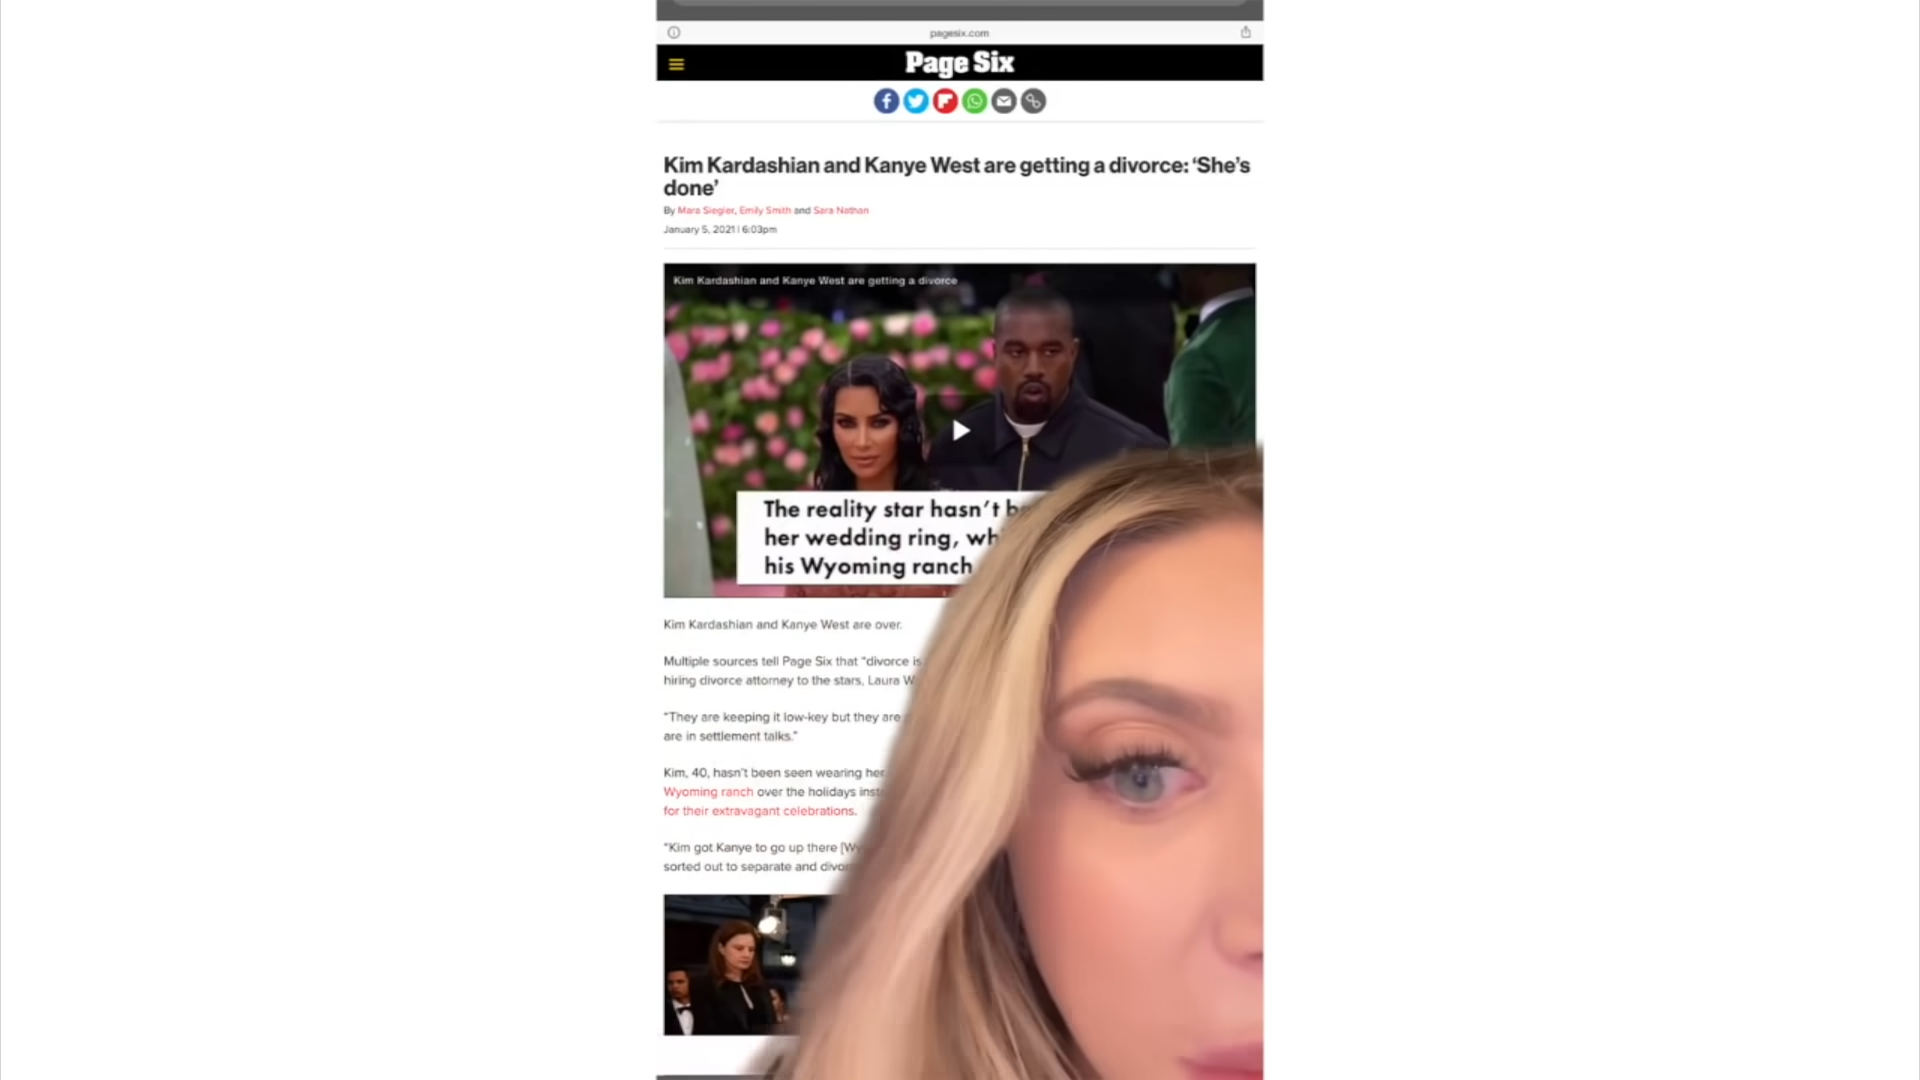 pagesix.com
Page Six
Kim Kardashian and Kanye West are getting a divorce: ‘She’s
done’
By Mara Siegler, Emily Smith and Sara Nathan
January 5, 2021 | 6:03pm
Kim Kardashian and Kanye West are getting a divorce
The reality star hasn’t
her wedding ring,
his Wyoming ranch
Kim Kardashian and Kanye West are over.
Multiple sources tell Page Six that “divorce is
hiring divorce attorney to the stars, Laura
“They are keeping it low-key but they are
are in settlement talks.”
Kim, 40, hasn’t been seen wearing her
Wyoming ranch over the holidays
for their extravagant celebrations.
“Kim got Kanye to go up there
sorted out to separate and